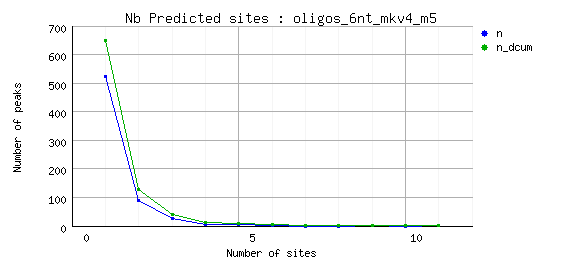 Nb Predicted sites : oligos_6nt_mkv4_m5
n
n_dcum
Number of peaks
700
600
500
400
300
200
100
0
0 5 10
Number of sites